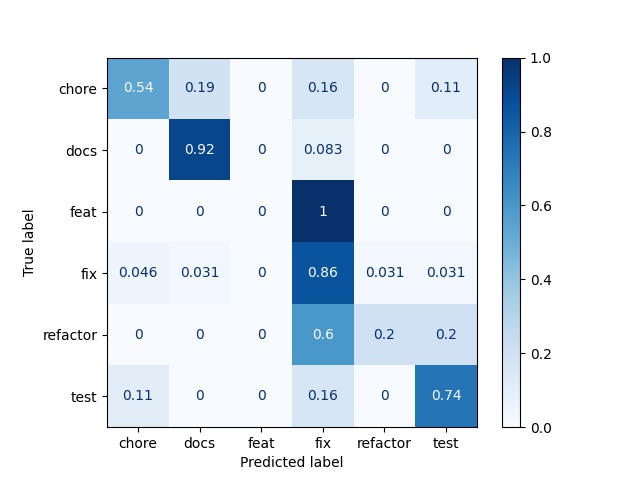 chore 0.54 0.19 0 0.16 0 0.11
docs 0 0.92 0 0.083 0 0
feat 0 0 0 1 0 0
fix 0.046 0.031 0 0.86 0.031 0.031
refactor 0 0 0 0.6 0.2 0.2
test 0.11 0 0 0.16 0 0.74
chore docs feat fix refactor test
Predicted label
True label
1.0
0.8
0.6
0.4
0.2
0.0